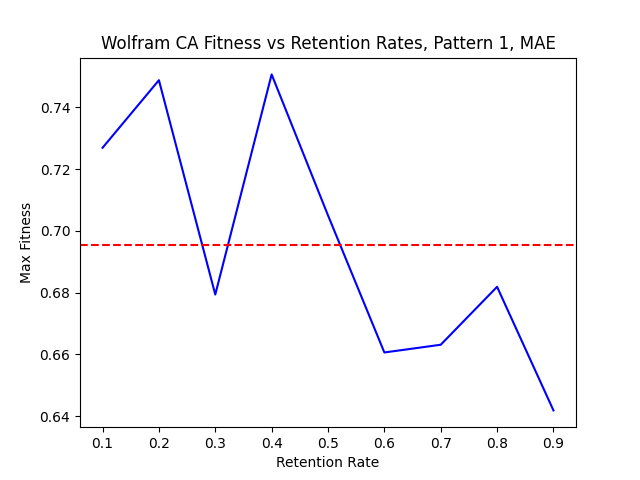 Wolfram CA Fitness vs Retention Rates, Pattern 1, MAE
Max Fitness
0.74
0.72
0.70
0.68
0.66
0.64
0.1 0.2 0.3 0.4 0.5 0.6 0.7 0.8 0.9
Retention Rate